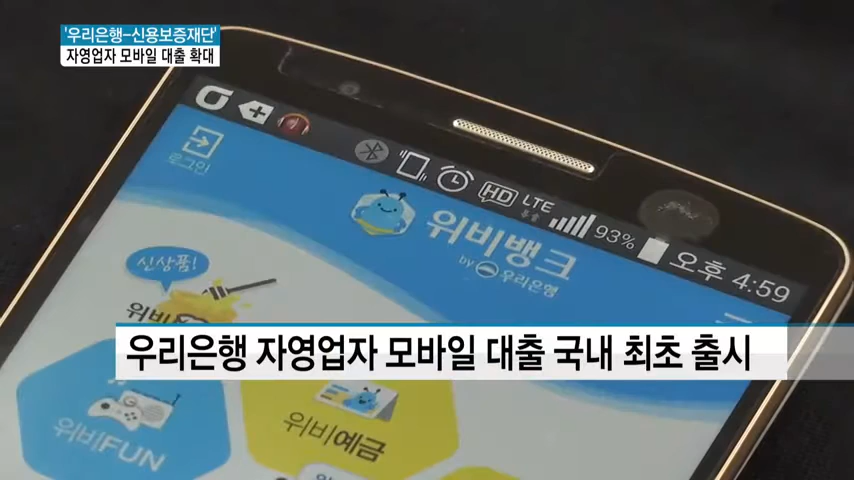 '우리은행-신용보증재단'
자영업자 모바일 대출 확대
HD LTE 93% 오후 4:59
로그인
위비뱅크
by 우리은행
신상품!
우리은행 자영업자 모바일 대출 국내 최초 출시
위비FUN
위비예금